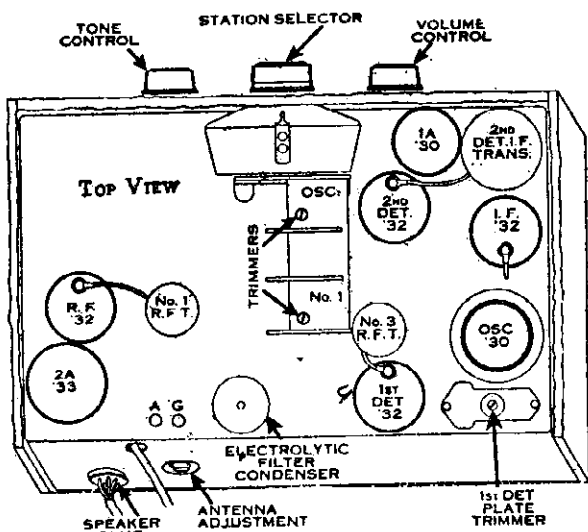 TONE
CONTROL
STATION SELECTOR
VOLUME
CONTROL
TOP VIEW
OSC.
TRIMMERS
No. 1
1A
'30
2ND
DET. I.F.
TRANS.
2ND
DET.
'32
I.F.
'32
R.F.
'32
No. 1
R.F.T.
No. 3
R.F.T.
OSC
'30
2A
'33
A G
1ST
DET
'32
ELECTROLYTIC
FILTER
CONDENSER
ANTENNA
ADJUSTMENT
SPEAKER
1ST DET
PLATE
TRIMMER